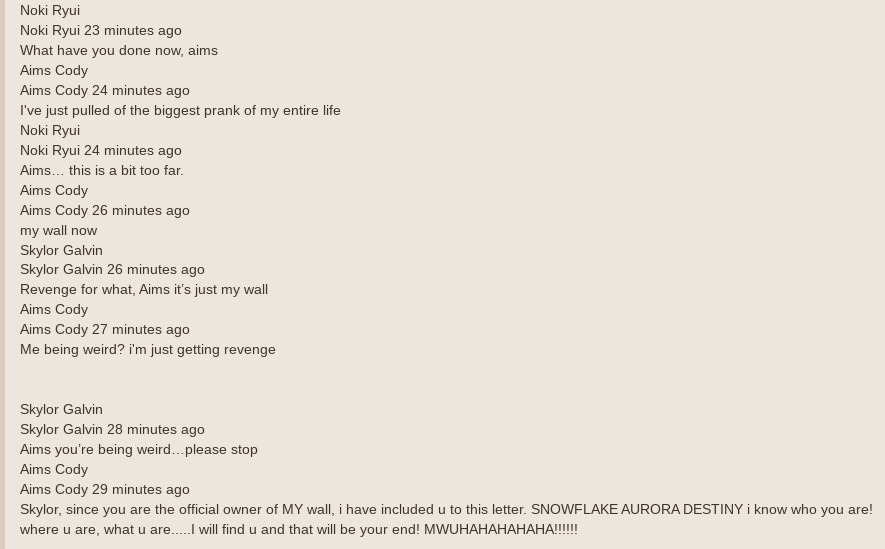 Noki Ryui
Noki Ryui 23 minutes ago
What have you done now, aims
Aims Cody
Aims Cody 24 minutes ago
I've just pulled of the biggest prank of my entire life
Noki Ryui
Noki Ryui 24 minutes ago
Aims… this is a bit too far.
Aims Cody
Aims Cody 26 minutes ago
my wall now
Skylor Galvin
Skylor Galvin 26 minutes ago
Revenge for what, Aims it’s just my wall
Aims Cody
Aims Cody 27 minutes ago
Me being weird? i'm just getting revenge
Skylor Galvin
Skylor Galvin 28 minutes ago
Aims you’re being weird…please stop
Aims Cody
Aims Cody 29 minutes ago
Skylor, since you are the official owner of MY wall, i have included u to this letter. SNOWFLAKE AURORA DESTINY i know who you are!
where u are, what u are.....I will find u and that will be your end! MWUHAHAHAHAHA!!!!!!